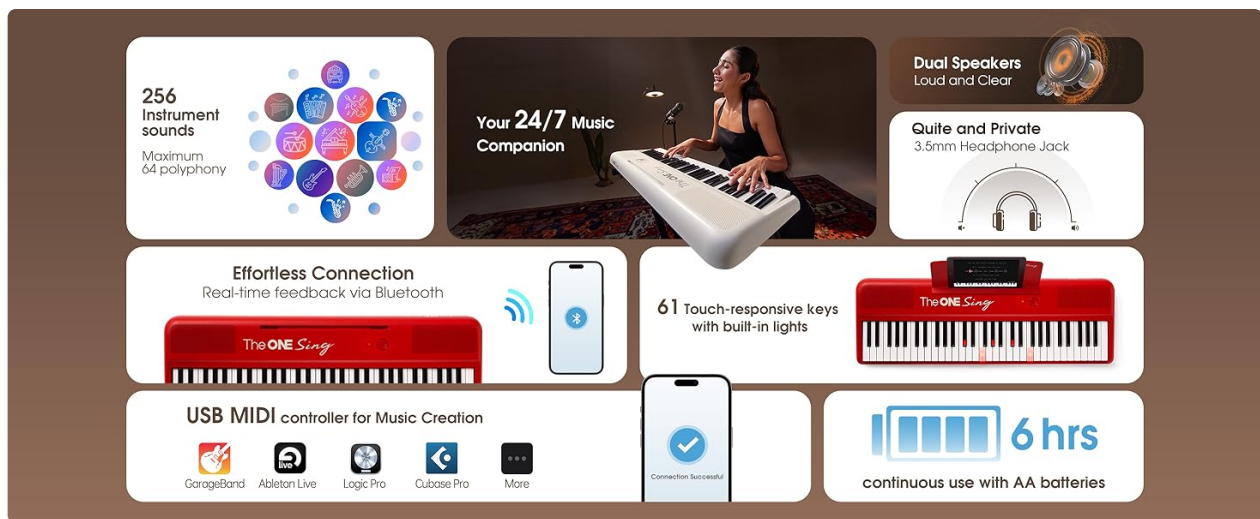 256
Instrument
sounds
Maximum
64 polyphony
Your 24/7 Music
Companion
The ONE
Dual Speakers
Loud and Clear
Quite and Private
3.5mm Headphone Jack
Effortless Connection
Real-time feedback via Bluetooth
The ONE Sing
61 Touch-responsive keys
with built-in lights
The ONE Sing
USB MIDI controller for Music Creation
GarageBand
live
Ableton Live
Logic Pro
Cubase Pro
More
Connection Successful
6 hrs
continuous use with AA batteries